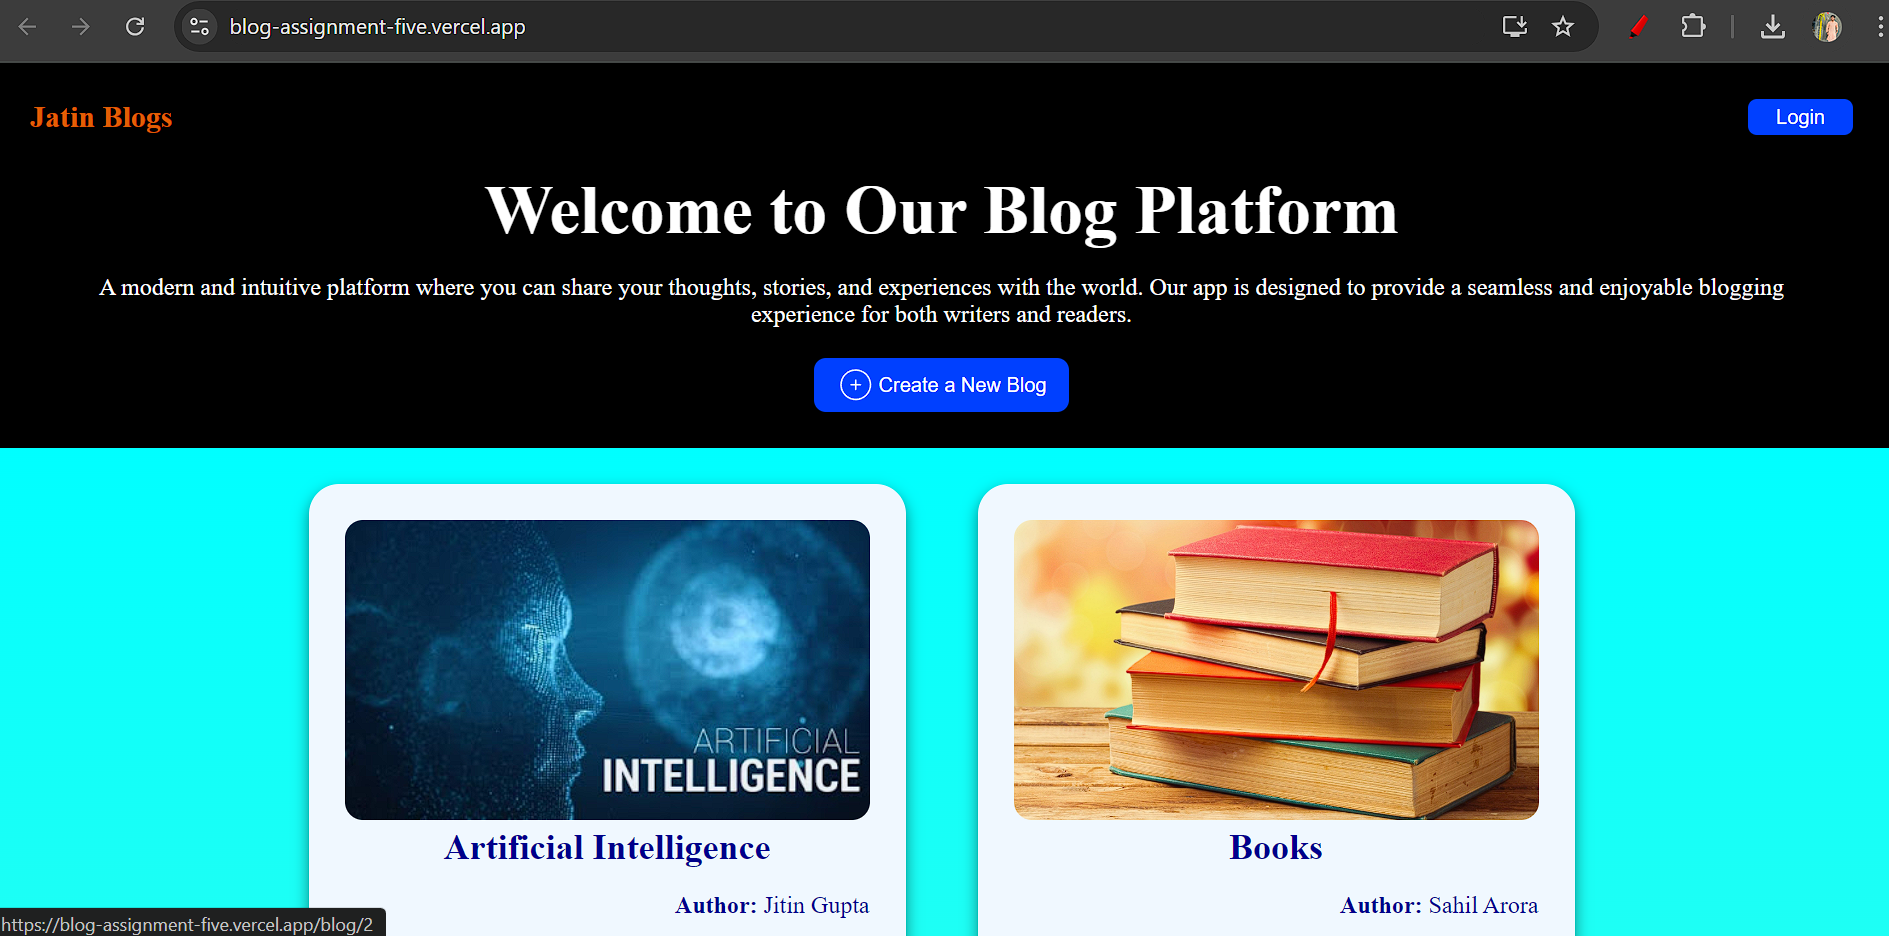 blog-assignment-five.vercel.app
Jatin Blogs
Login
Welcome to Our Blog Platform
A modern and intuitive platform where you can share your thoughts, stories, and experiences with the world. Our app is designed to provide a seamless and enjoyable blogging
experience for both writers and readers.
Create a New Blog
ARTIFICIAL
INTELLIGENCE
Artificial Intelligence
Author: Jitin Gupta
Books
Author: Sahil Arora
https://blog-assignment-five.vercel.app/blog/2